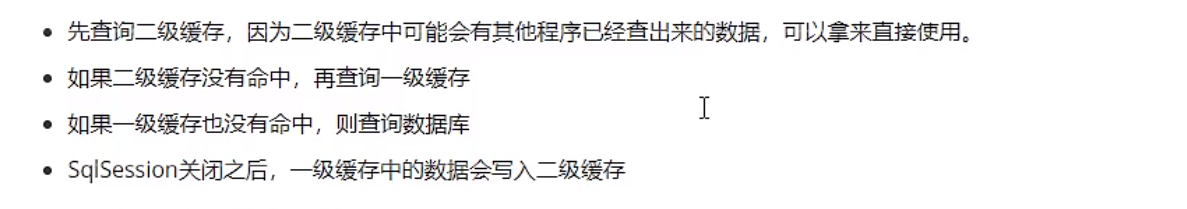 先查询二级缓存，因为二级缓存中可能会有其他程序已经查出来的数据，可以拿来直接使用。
如果二级缓存没有命中，再查询一级缓存
如果一级缓存也没有命中，则查询数据库
SqlSession关闭之后，一级缓存中的数据会写入二级缓存